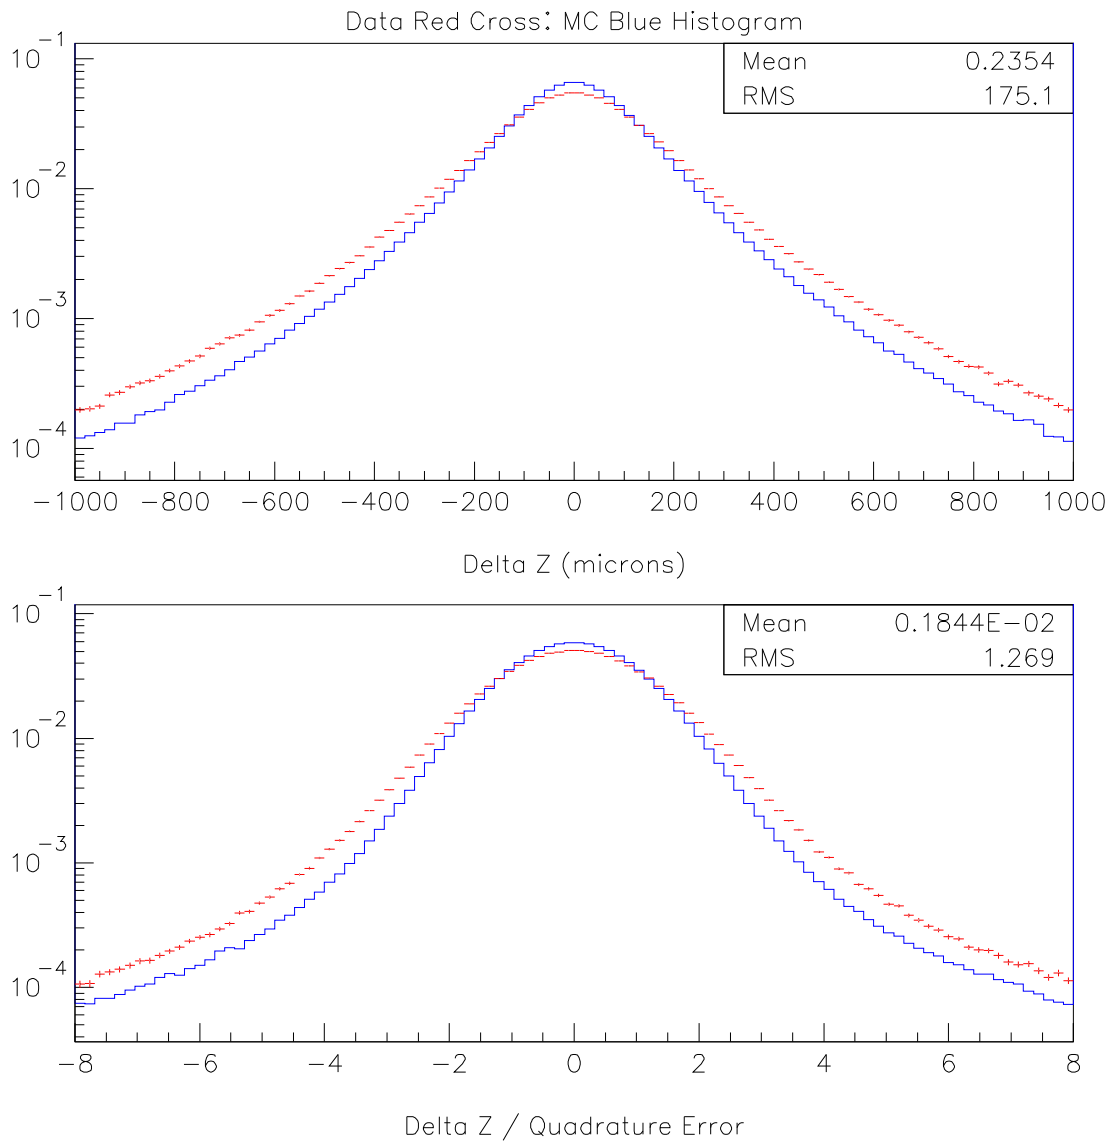 Data Red Cross: MC Blue Histogram
Mean 0.2354
RMS 175.1
10^-1
10^-2
10^-3
10^-4
−1000 −800 −600 −400 −200 0 200 400 600 800 1000
Delta Z (microns)
Mean 0.1844E−02
RMS 1.269
10^-1
10^-2
10^-3
10^-4
−8 −6 −4 −2 0 2 4 6 8
Delta Z / Quadrature Error